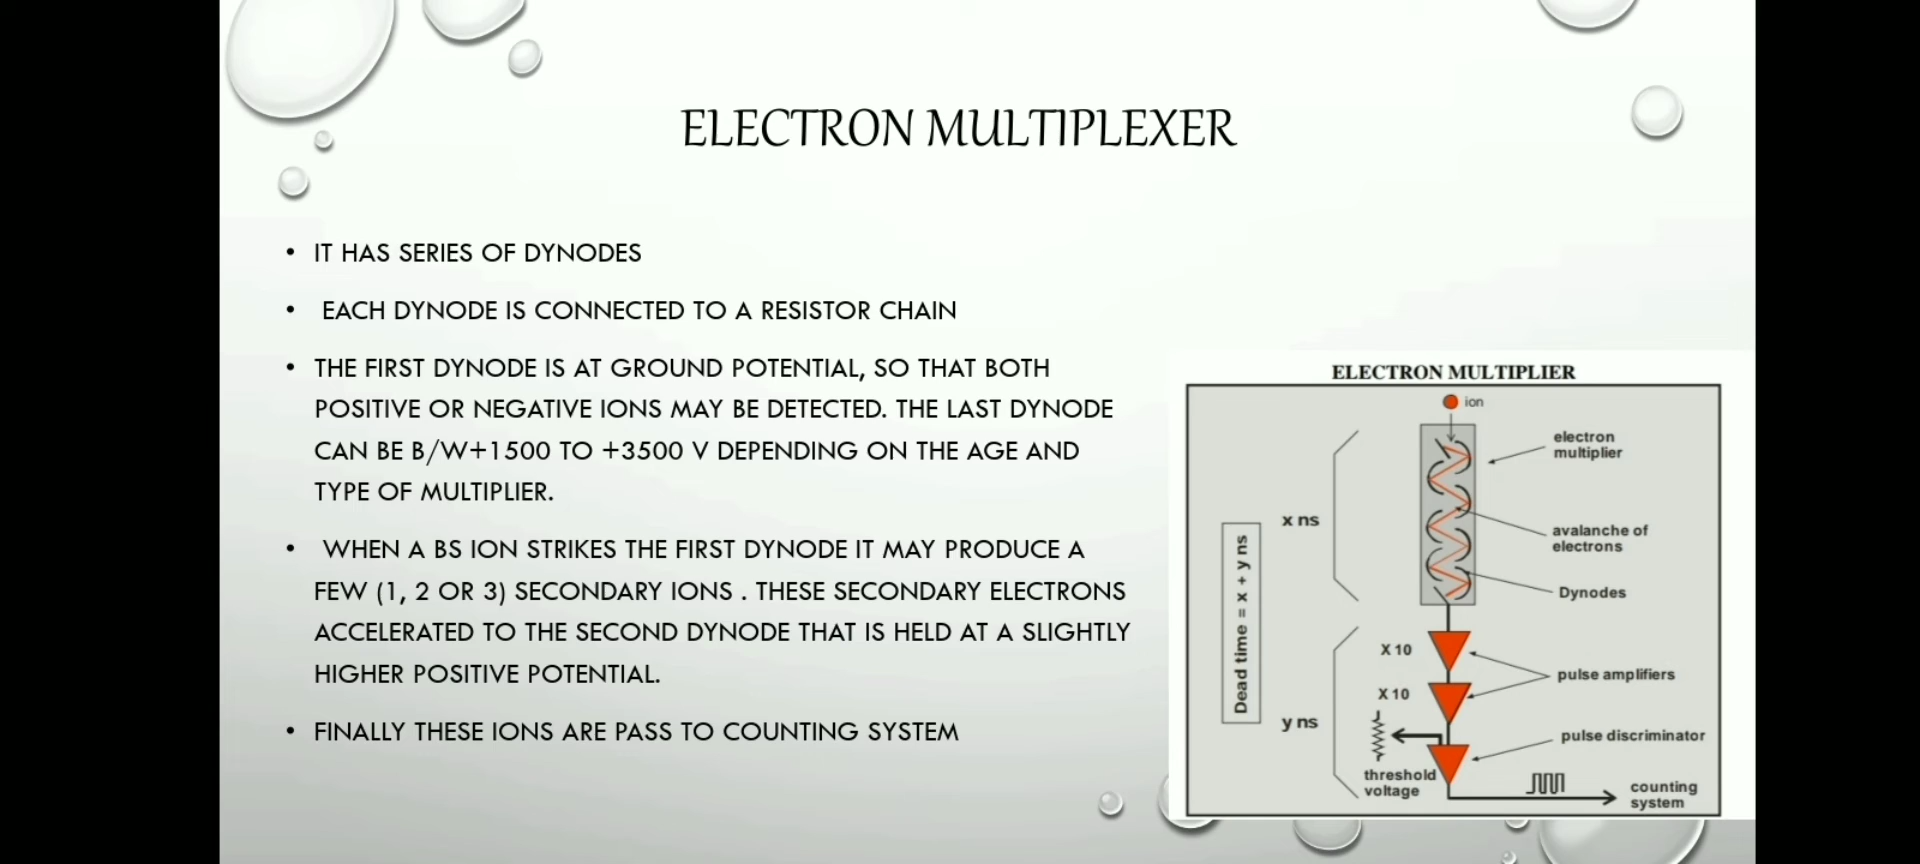 ELECTRON MULTIPLEXER
• IT HAS SERIES OF DYNODES
• EACH DYNODE IS CONNECTED TO A RESISTOR CHAIN
• THE FIRST DYNODE IS AT GROUND POTENTIAL, SO THAT BOTH
POSITIVE OR NEGATIVE IONS MAY BE DETECTED. THE LAST DYNODE
CAN BE B/W+1500 TO +3500 V DEPENDING ON THE AGE AND
TYPE OF MULTIPLIER.
• WHEN A BS ION STRIKES THE FIRST DYNODE IT MAY PRODUCE A
FEW (1, 2 OR 3) SECONDARY IONS . THESE SECONDARY ELECTRONS
ACCELERATED TO THE SECOND DYNODE THAT IS HELD AT A SLIGHTLY
HIGHER POSITIVE POTENTIAL.
• FINALLY THESE IONS ARE PASS TO COUNTING SYSTEM
ELECTRON MULTIPLIER
ion
electron
multiplier
x ns
avalanche of
electrons
Dynodes
Dead time = x + y ns
X 10
pulse amplifiers
X 10
y ns
pulse discriminator
threshold
voltage
counting
system